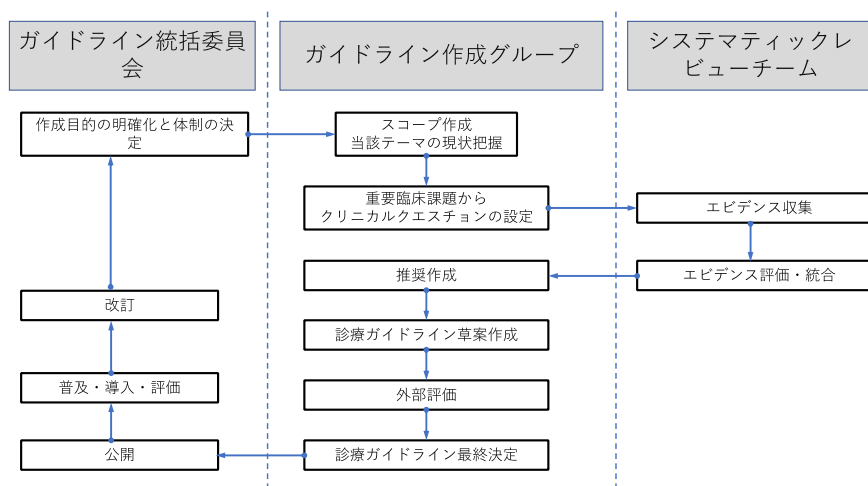 ガイドライン統括委員
会
ガイドライン作成グループ
システマティックレ
ビューチーム
作成目的の明確化と体制の決
定
スコープ作成
当該テーマの現状把握
重要臨床課題から
クリニカルクエスチョンの設定
エビデンス収集
推奨作成
エビデンス評価・統合
改訂
診療ガイドライン草案作成
普及・導入・評価
外部評価
公開
診療ガイドライン最終決定